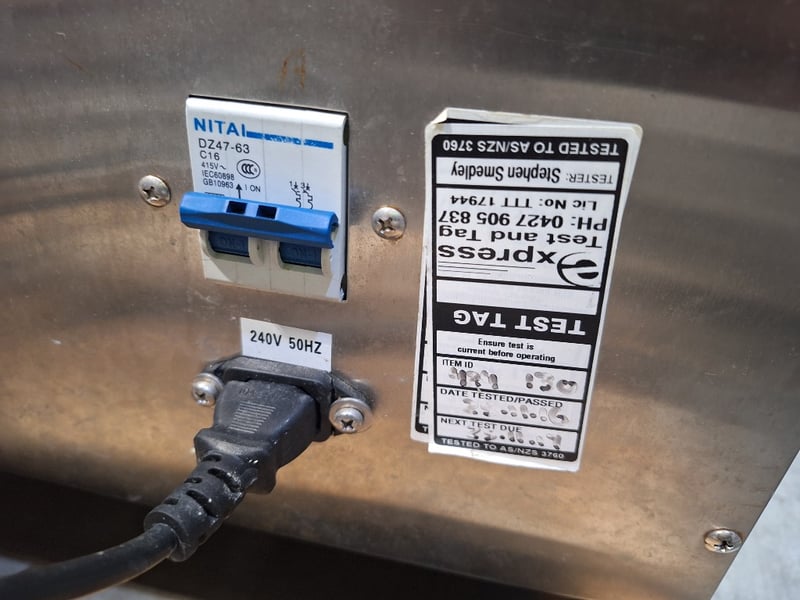 NITAI
DZ47-63
C16
415V~
IEC60898
GB10963
CCC
I ON
240V 50HZ
TESTED TO AS/NZS 3760
TESTER: Stephen Smedley
Lic No: TTT 17944
PH: 0427 905 837
Test and Tag
express
TEST TAG
Ensure test is
current before operating
ITEM ID
DATE TESTED/PASSED
NEXT TEST DUE
TESTED TO AS/NZS 3760